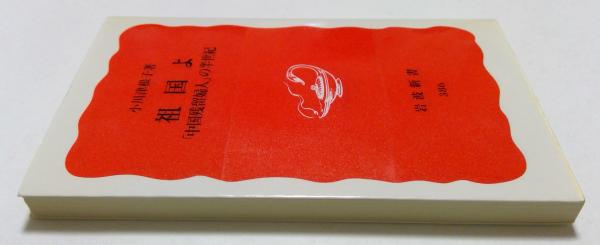 小川津根子著
祖国よ
「中国残留婦人」の半世紀
岩波新書
386